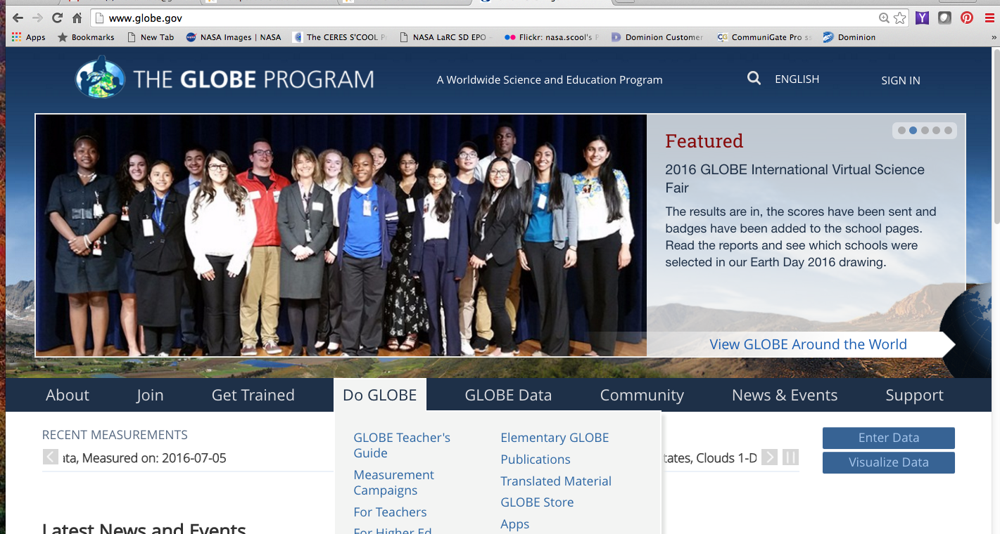 www.globe.gov
Apps Bookmarks New Tab NASA Images | NASA The CERES S'COOL NASA LaRC SD EPO Flickr: nasa.scool's Dominion Customer CommuniGate Pro Dominion »
THE GLOBE PROGRAM
A Worldwide Science and Education Program
ENGLISH
SIGN IN
Featured
2016 GLOBE International Virtual Science
Fair
The results are in, the scores have been sent and
badges have been added to the school pages.
Read the reports and see which schools were
selected in our Earth Day 2016 drawing.
View GLOBE Around the World
About Join Get Trained Do GLOBE GLOBE Data Community News & Events Support
RECENT MEASUREMENTS
ata, Measured on: 2016-07-05
GLOBE Teacher's
Guide
Measurement
Campaigns
For Teachers
For Higher Ed
Elementary GLOBE
Publications
Translated Material
GLOBE Store
Apps
tates, Clouds 1-D
Enter Data
Visualize Data
Latest News and Events